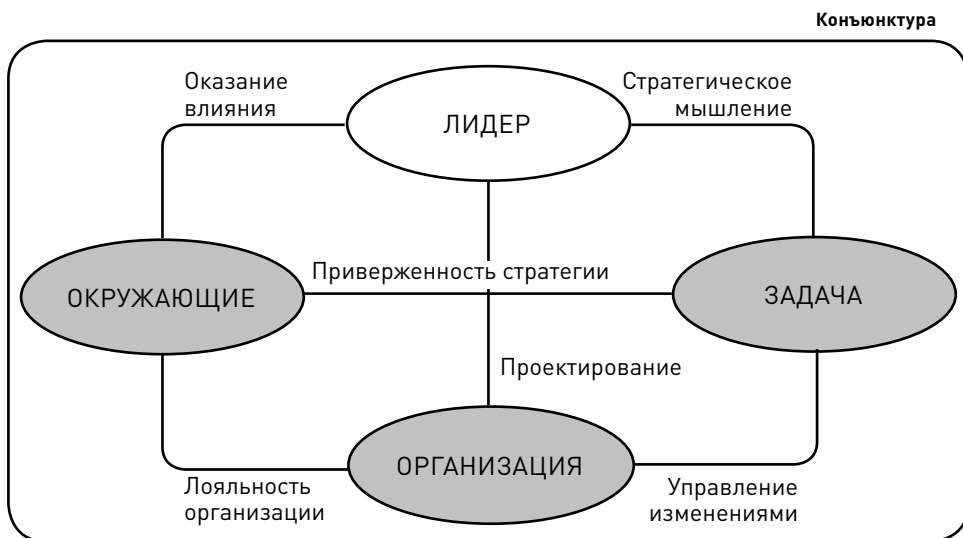 Конъюнктура
Оказание
влияния
Стратегическое
мышление
ЛИДЕР
Приверженность стратегии
ОКРУЖАЮЩИЕ
ЗАДАЧА
Проектирование
ОРГАНИЗАЦИЯ
Лояльность
организации
Управление
изменениями